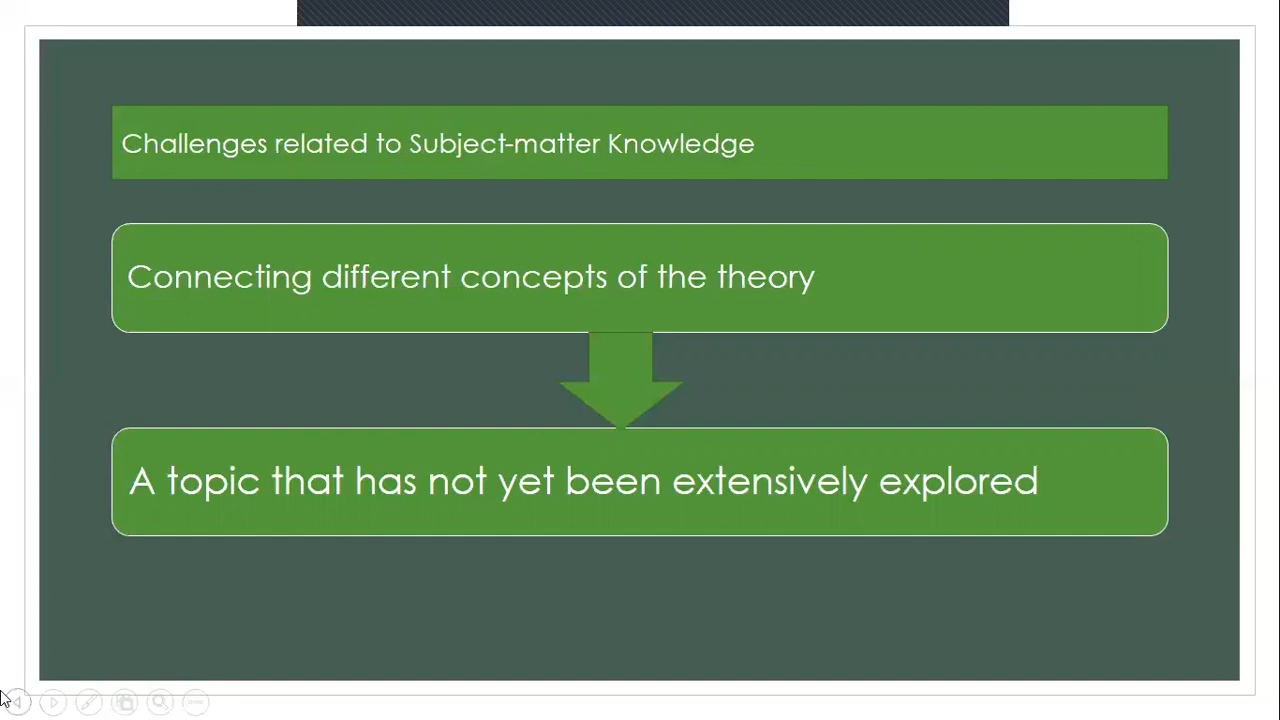 Challenges related to Subject-matter Knowledge
Connecting different concepts of the theory
A topic that has not yet been extensively explored